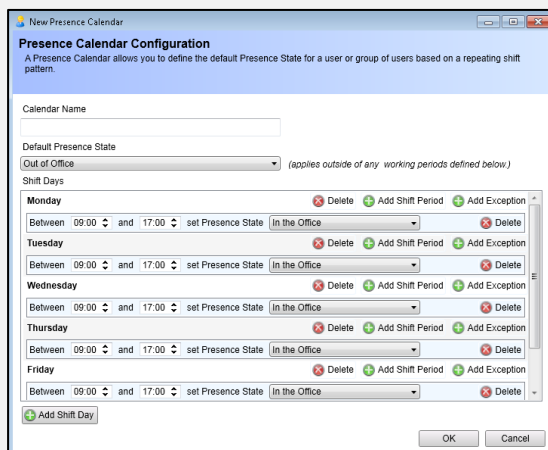 New Presence Calendar
Presence Calendar Configuration
A Presence Calendar allows you to define the default Presence State for a user or group of users based on a repeating shift
pattern.
Calendar Name
Default Presence State
Out of Office (applies outside of any working periods defined below.)
Shift Days
Monday Delete Add Shift Period Add Exception
Between 09:00 and 17:00 set Presence State In the Office Delete
Tuesday Delete Add Shift Period Add Exception
Between 09:00 and 17:00 set Presence State In the Office Delete
Wednesday Delete Add Shift Period Add Exception
Between 09:00 and 17:00 set Presence State In the Office Delete
Thursday Delete Add Shift Period Add Exception
Between 09:00 and 17:00 set Presence State In the Office Delete
Friday Delete Add Shift Period Add Exception
Between 09:00 and 17:00 set Presence State In the Office Delete
Add Shift Day
OK Cancel